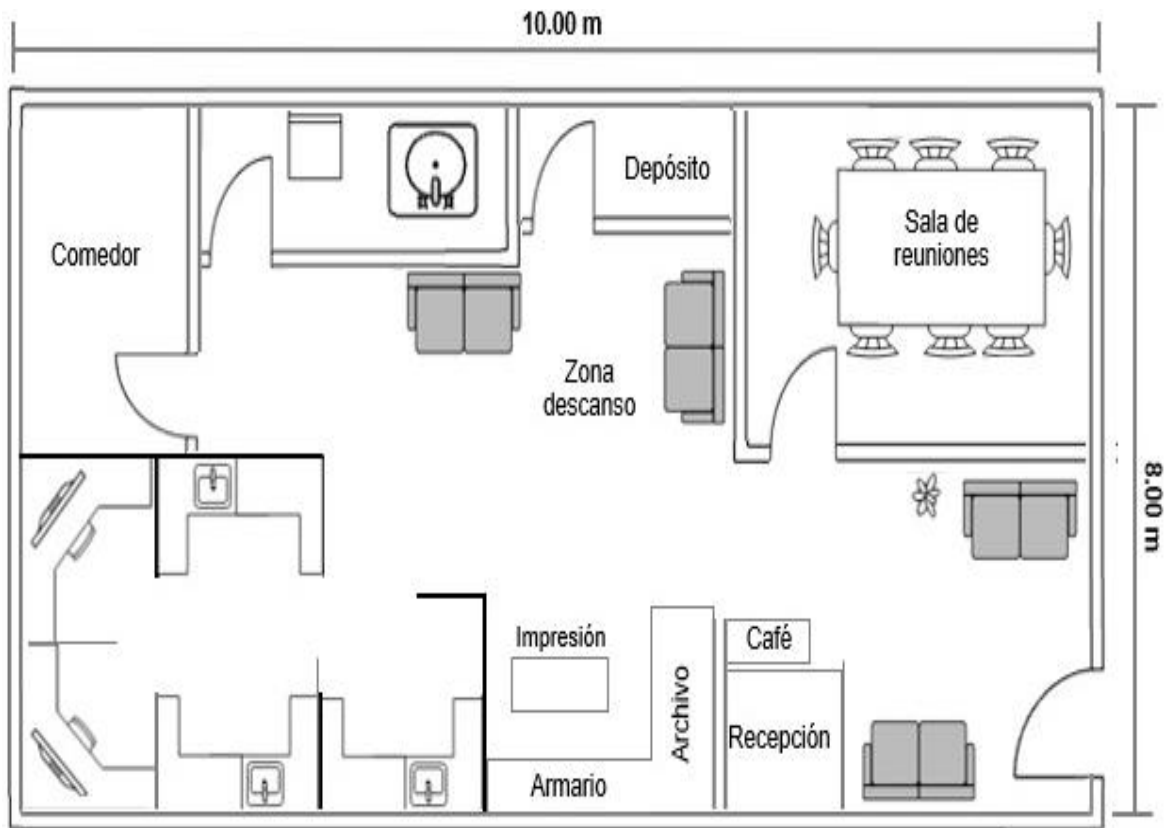 10.00 m
Depósito
Comedor
Sala de
reuniones
Zona
descanso
8.00 m
Impresión
Café
Archivo
Recepción
Armario